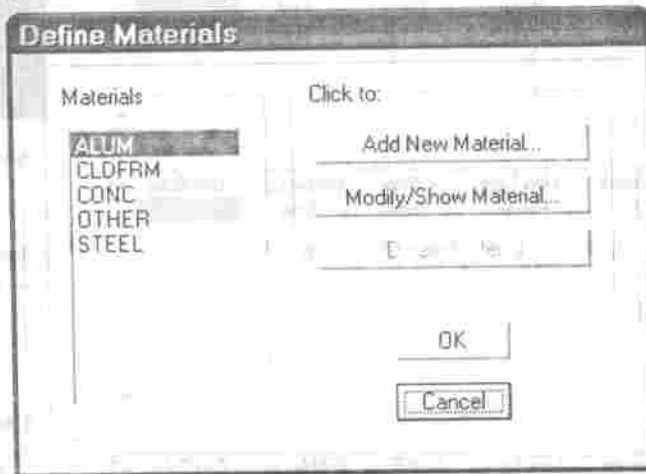 Define Materials
Materials
ALUM
CLDFRM
CONC
OTHER
STEEL
Click to:
Add New Material...
Modify/Show Material...
OK
Cancel